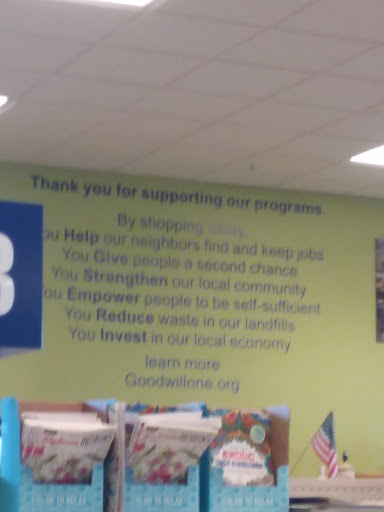 Thank you for supporting our programs.
By shopping today,
ou Help our neighbors find and keep jobs
You Give people a second chance
You Strengthen our local community
ou Empower people to be self-sufficient
You Reduce waste in our landfills
You Invest in our local economy
learn more
Goodwillnne.org
3